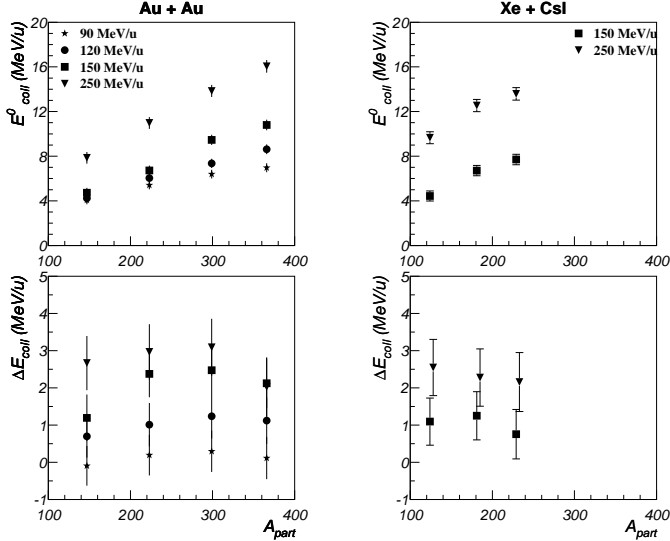 Au + Au
Xe + CsI
E⁰coll (MeV/u)
20
16
12
8
4
0
90 MeV/u
120 MeV/u
150 MeV/u
250 MeV/u
100 200 300 400
E⁰coll (MeV/u)
20
16
12
8
4
0
150 MeV/u
250 MeV/u
100 200 300 400
ΔEcoll (MeV/u)
5
4
3
2
1
0
-1
100 200 300 400
Apart
ΔEcoll (MeV/u)
5
4
3
2
1
0
-1
100 200 300 400
Apart